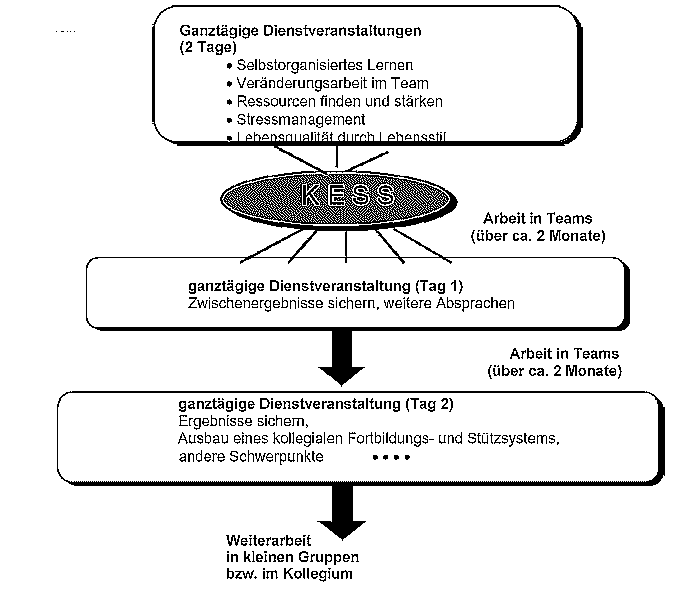 Ganztägige Dienstveranstaltungen
(2 Tage)
• Selbstorganisiertes Lernen
• Veränderungsarbeit im Team
• Ressourcen finden und stärken
• Stressmanagement
• Lebensqualität durch Lebensstil
KESS
Arbeit in Teams
(über ca. 2 Monate)
ganztägige Dienstveranstaltung (Tag 1)
Zwischenergebnisse sichern, weitere Absprachen
Arbeit in Teams
(über ca. 2 Monate)
ganztägige Dienstveranstaltung (Tag 2)
Ergebnisse sichern,
Ausbau eines kollegialen Fortbildungs- und Stützsystems,
andere Schwerpunkte • • • •
Weiterarbeit
in kleinen Gruppen
bzw. im Kollegium